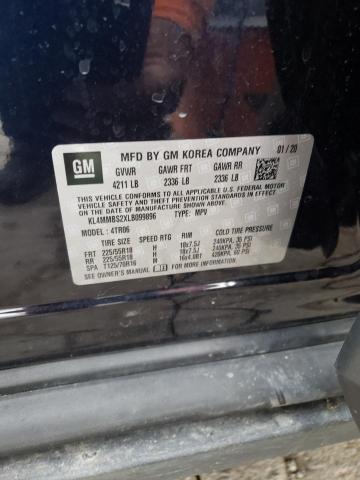 GM
MFD BY GM KOREA COMPANY 01/20
GVWR GAWR FRT GAWR RR
4211 LB 2336 LB 2336 LB
THIS VEHICLE CONFORMS TO ALL APPLICABLE U.S. FEDERAL MOTOR
VEHICLE SAFETY, BUMPER, AND THEFT PREVENTION STANDARDS IN
EFFECT ON THE DATE OF MANUFACTURE SHOWN ABOVE.
KL4MMBS2XLB099896 TYPE: MPV
MODEL: 4TR06
TIRE SIZE SPEED RTG RIM COLD TIRE PRESSURE
FRT 225/55R18 H 18x7.5J 240KPA, 35 PSI
RR 225/55R18 H 18x7.5J 240KPA, 35 PSI
SPA T125/70R16 M 16x4.0BT 420KPA, 60 PSI
SEE OWNER'S MANUAL FOR ADDITIONAL INFORMATION.